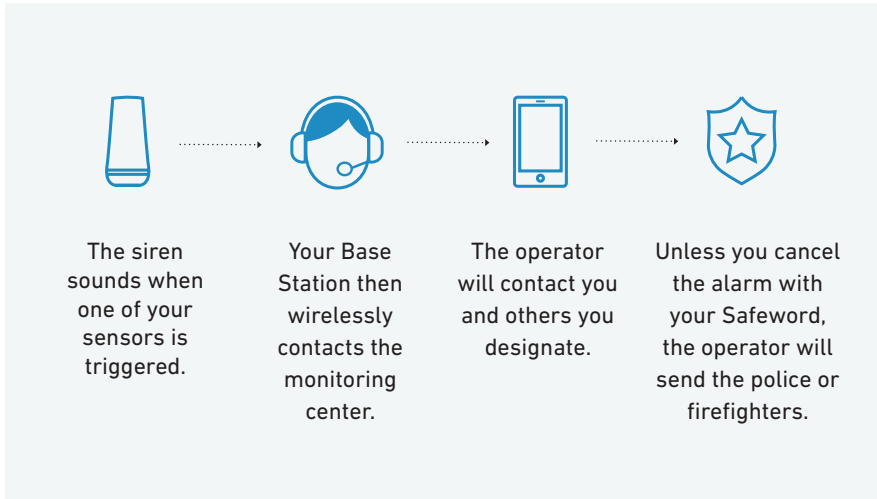 The siren
sounds when
one of your
sensors is
triggered.
Your Base
Station then
wirelessly
contacts the
monitoring
center.
The operator
will contact you
and others you
designate.
Unless you cancel
the alarm with
your Safeword,
the operator will
send the police or
firefighters.